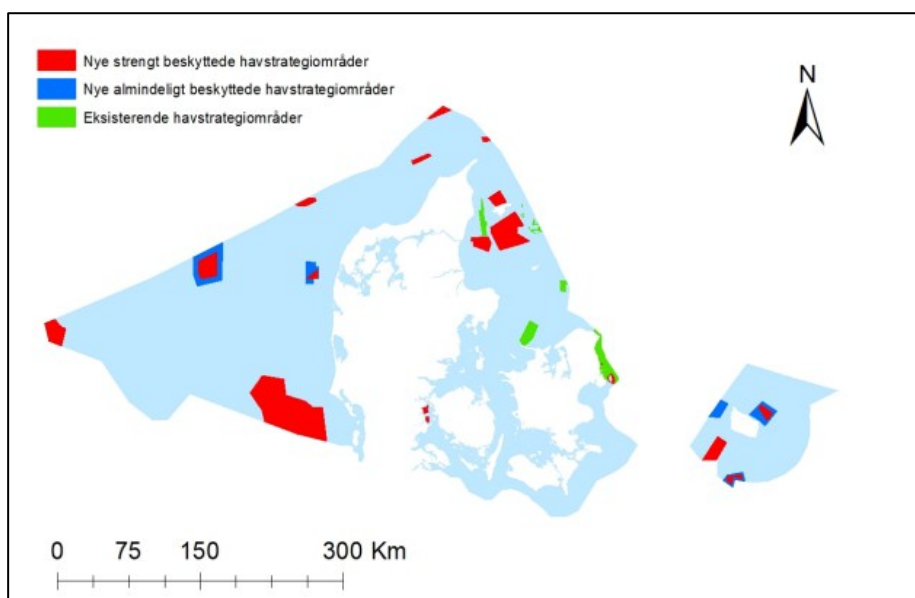 Nye strengt beskyttede havstrategiområder
Nye almindeligt beskyttede havstrategiområder
Eksisterende havstrategiområder
N
0 75 150 300 Km